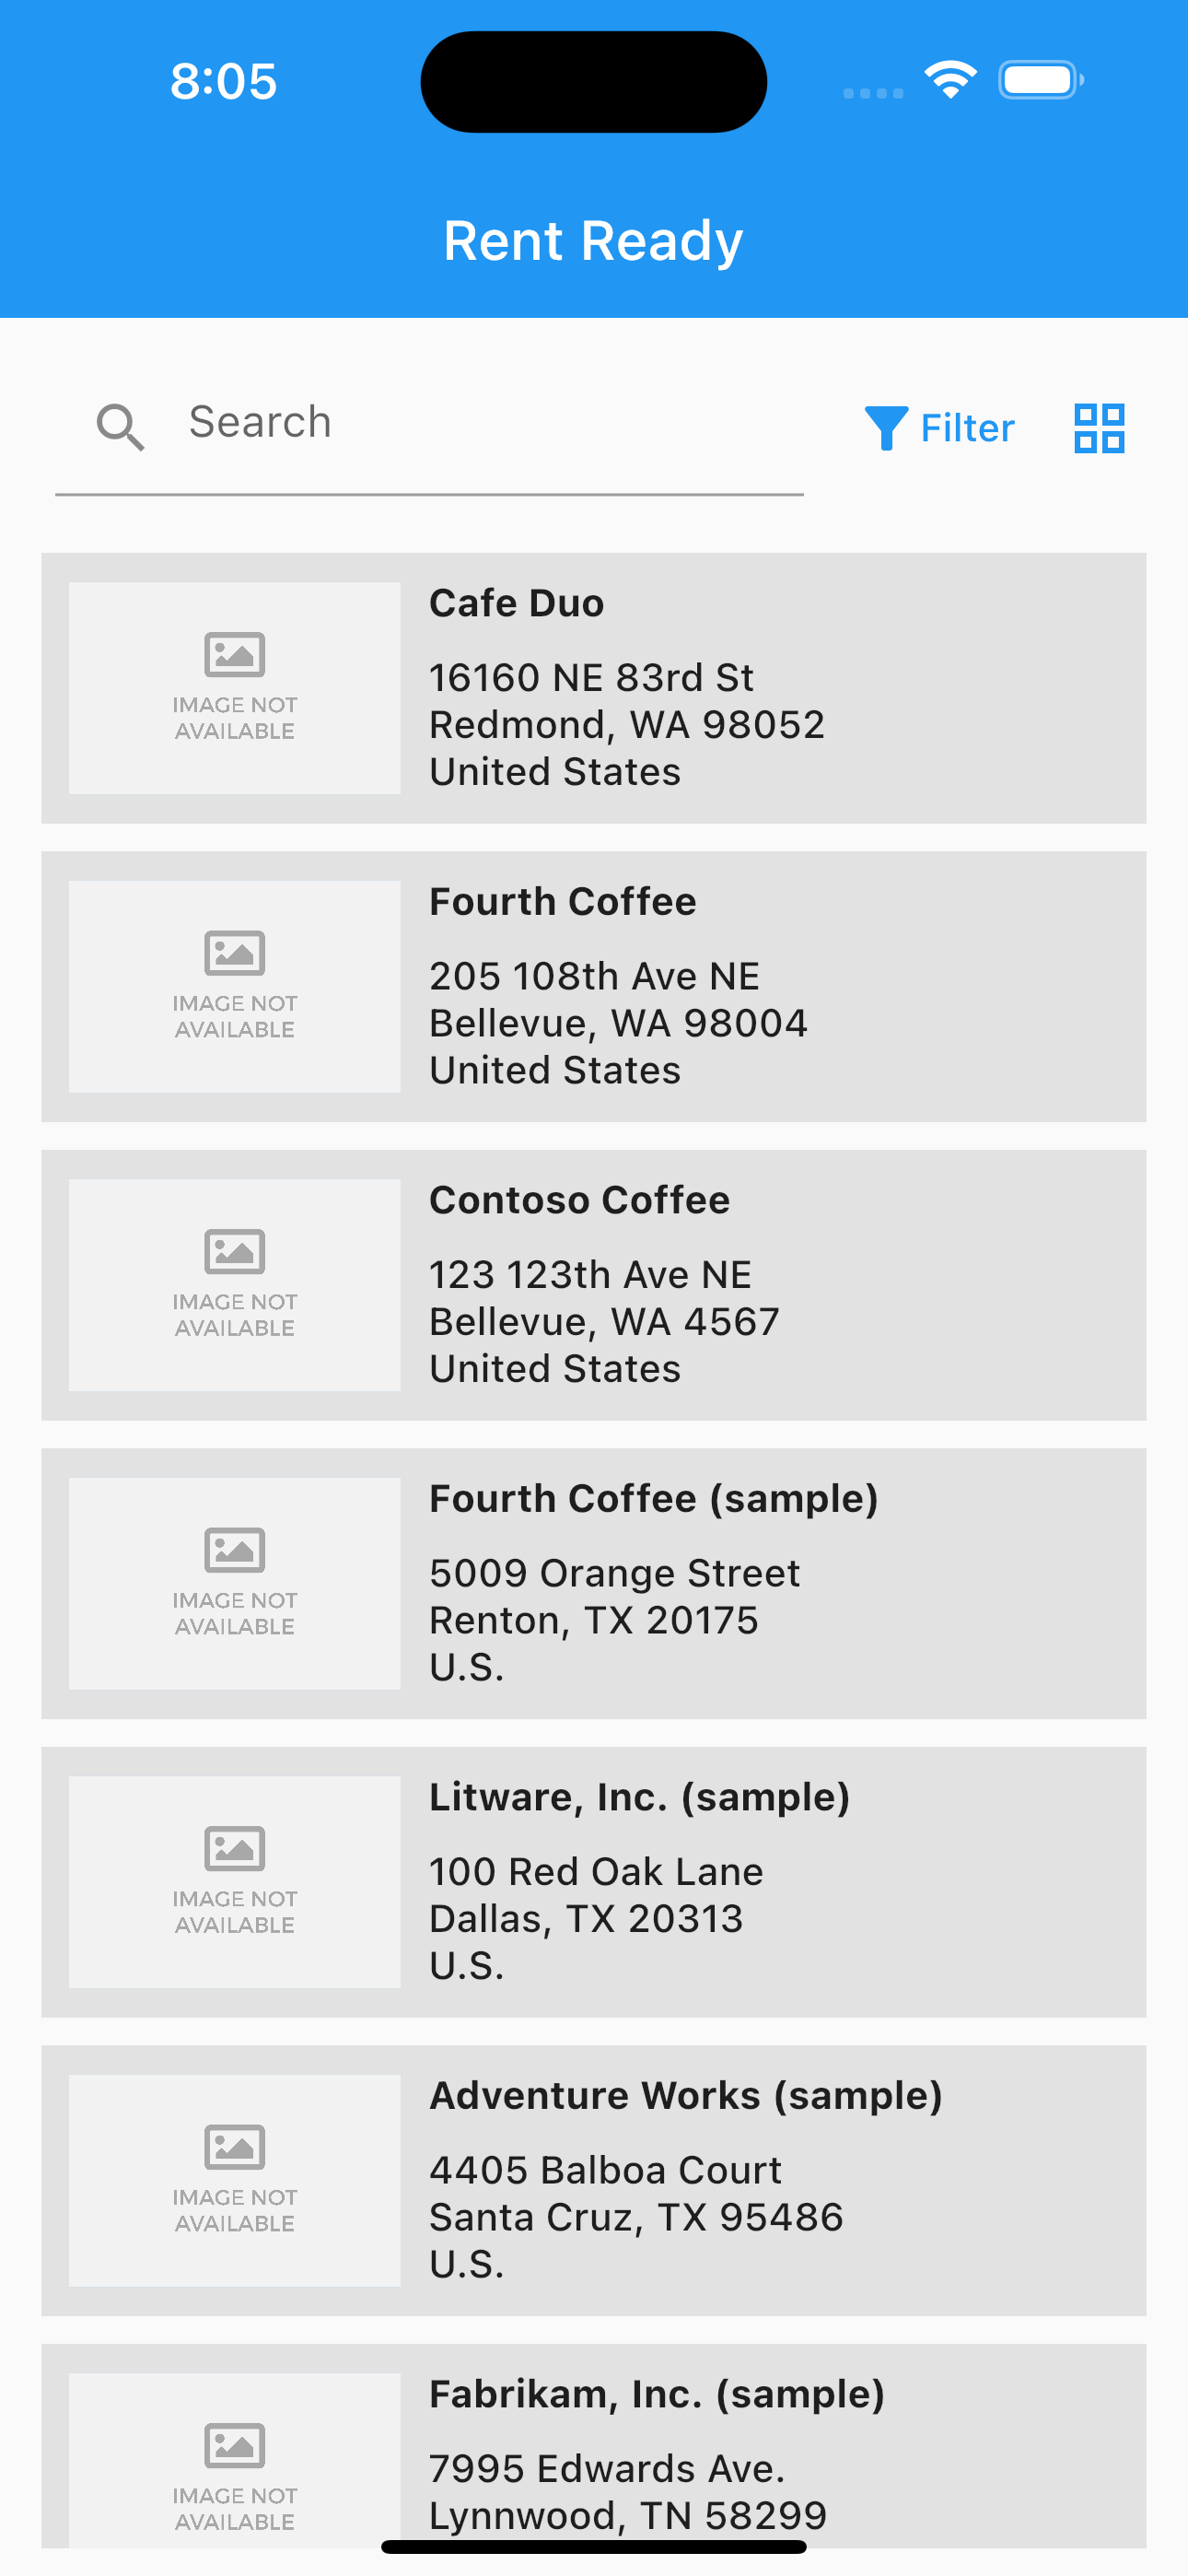 8:05
Rent Ready
Search
Filter
Cafe Duo
16160 NE 83rd St
Redmond, WA 98052
United States
IMAGE NOT
AVAILABLE
Fourth Coffee
205 108th Ave NE
Bellevue, WA 98004
United States
IMAGE NOT
AVAILABLE
Contoso Coffee
123 123th Ave NE
Bellevue, WA 4567
United States
IMAGE NOT
AVAILABLE
Fourth Coffee (sample)
5009 Orange Street
Renton, TX 20175
U.S.
IMAGE NOT
AVAILABLE
Litware, Inc. (sample)
100 Red Oak Lane
Dallas, TX 20313
U.S.
IMAGE NOT
AVAILABLE
Adventure Works (sample)
4405 Balboa Court
Santa Cruz, TX 95486
U.S.
IMAGE NOT
AVAILABLE
Fabrikam, Inc. (sample)
7995 Edwards Ave.
Lynnwood, TN 58299
IMAGE NOT
AVAILABLE